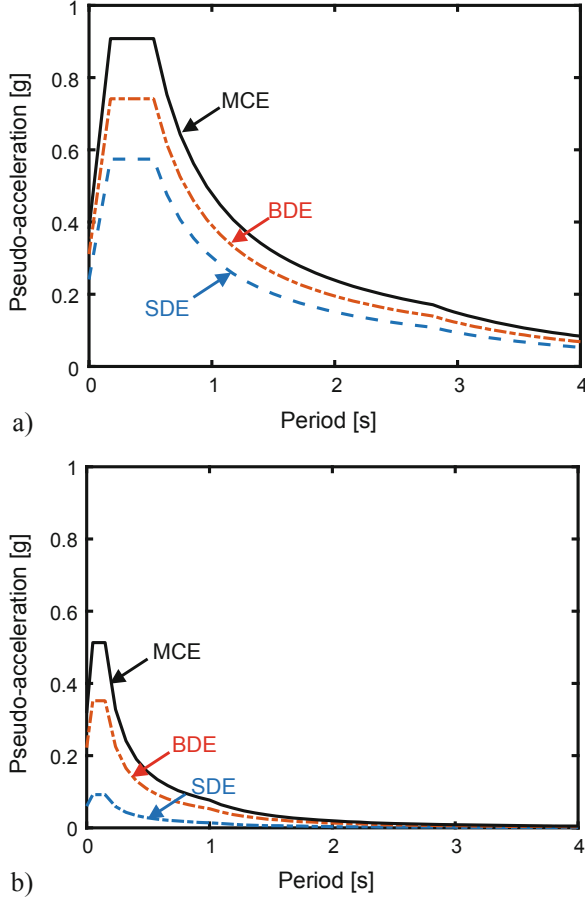 1
0.8
0.6
0.4
0.2
0
Pseudo-acceleration [g]
MCE
BDE
SDE
0 1 2 3 4
a) Period [s]
1
0.8
0.6
0.4
0.2
0
Pseudo-acceleration [g]
MCE
BDE
SDE
0 1 2 3 4
b) Period [s]